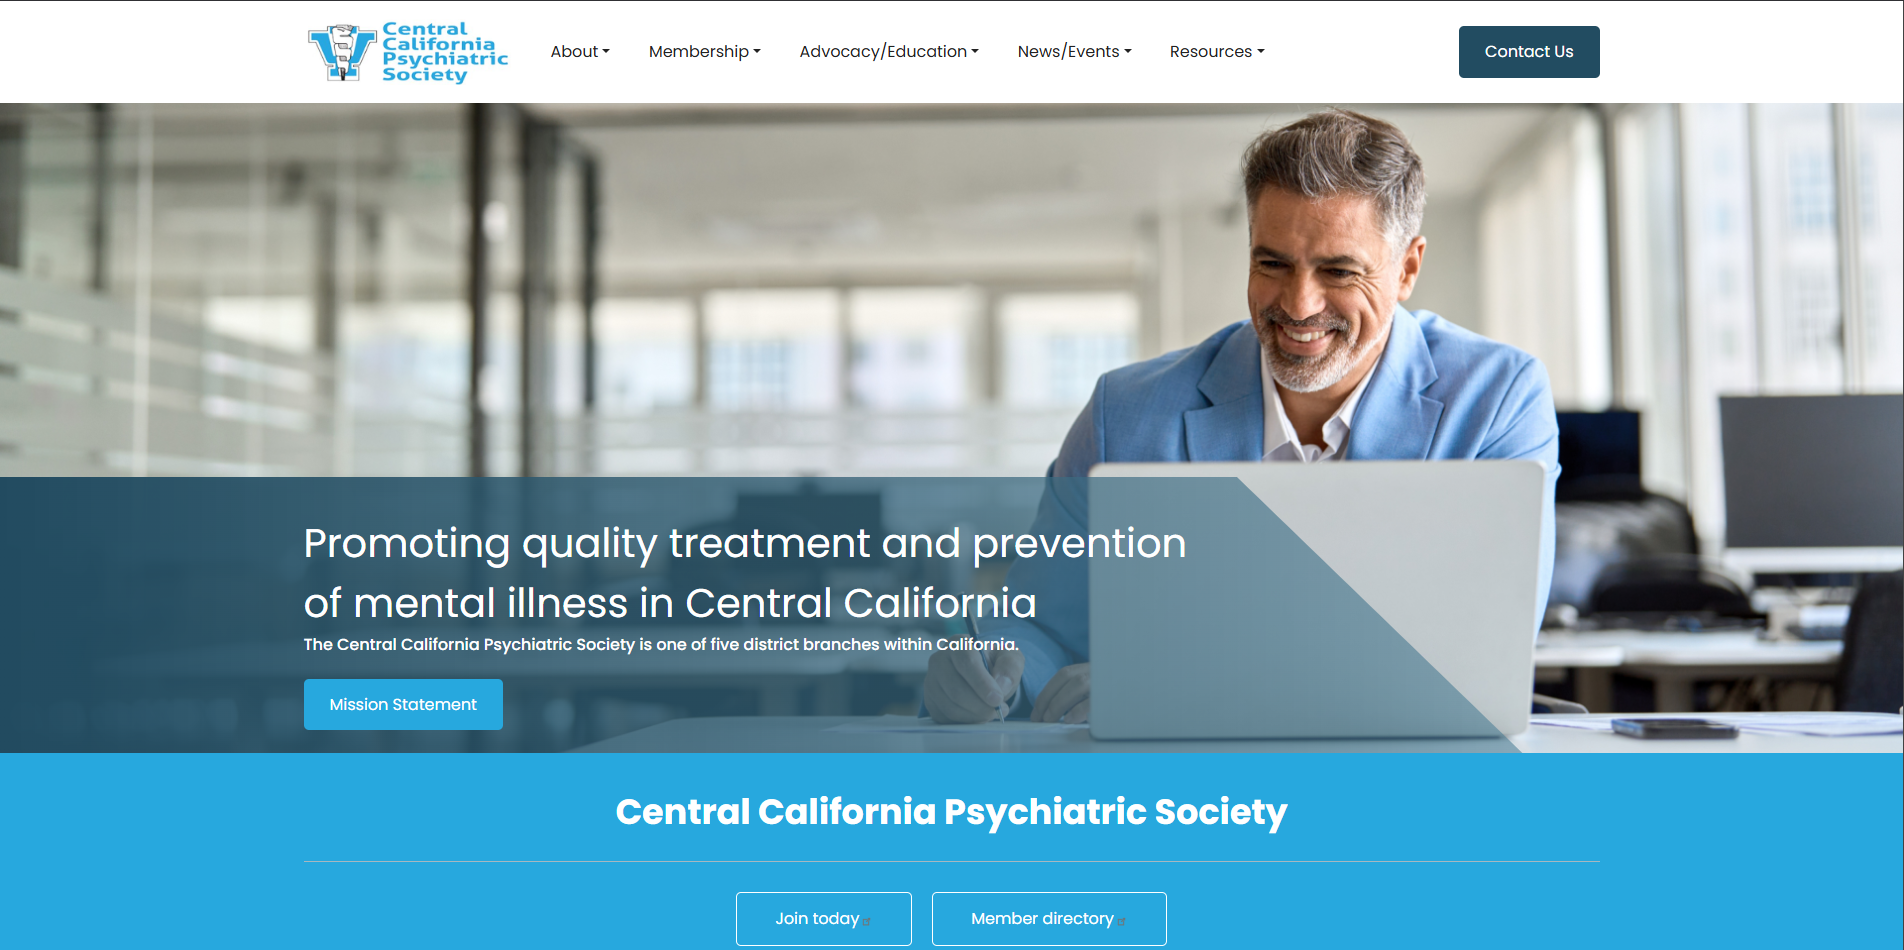 Central
California
Psychiatric
Society
About
Membership
Advocacy/Education
News/Events
Resources
Contact Us
Promoting quality treatment and prevention
of mental illness in Central California
The Central California Psychiatric Society is one of five district branches within California.
Mission Statement
Central California Psychiatric Society
Join today
Member directory